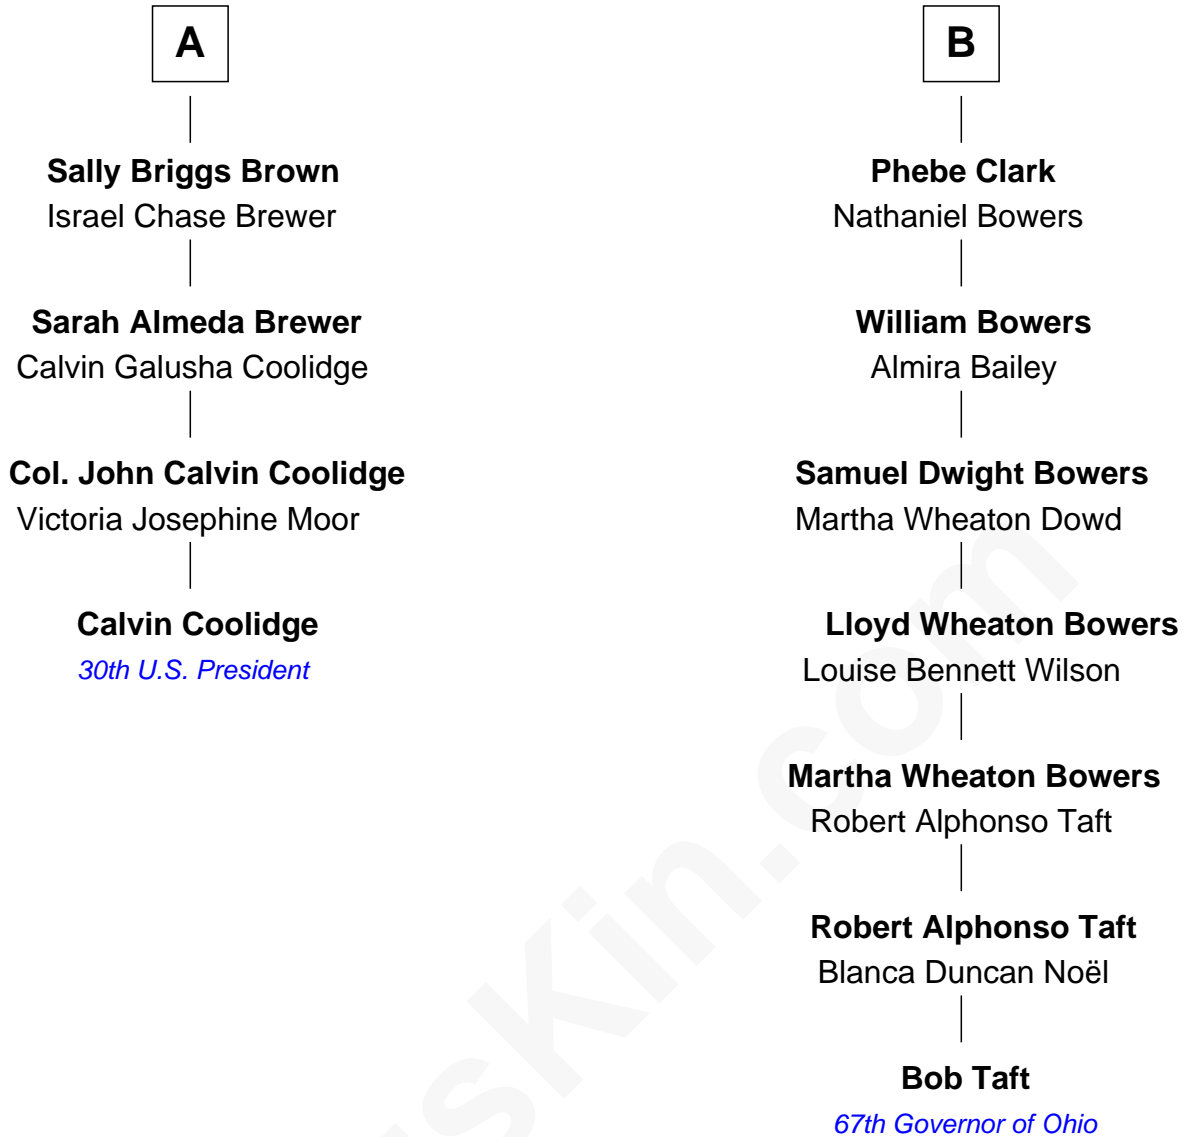 A
Sally Briggs Brown
Israel Chase Brewer
Sarah Almeda Brewer
Calvin Galusha Coolidge
Col. John Calvin Coolidge
Victoria Josephine Moor
Calvin Coolidge
30th U.S. President
B
Phebe Clark
Nathaniel Bowers
William Bowers
Almira Bailey
Samuel Dwight Bowers
Martha Wheaton Dowd
Lloyd Wheaton Bowers
Louise Bennett Wilson
Martha Wheaton Bowers
Robert Alphonso Taft
Robert Alphonso Taft
Blanca Duncan Noël
Bob Taft
67th Governor of Ohio
sKin.com